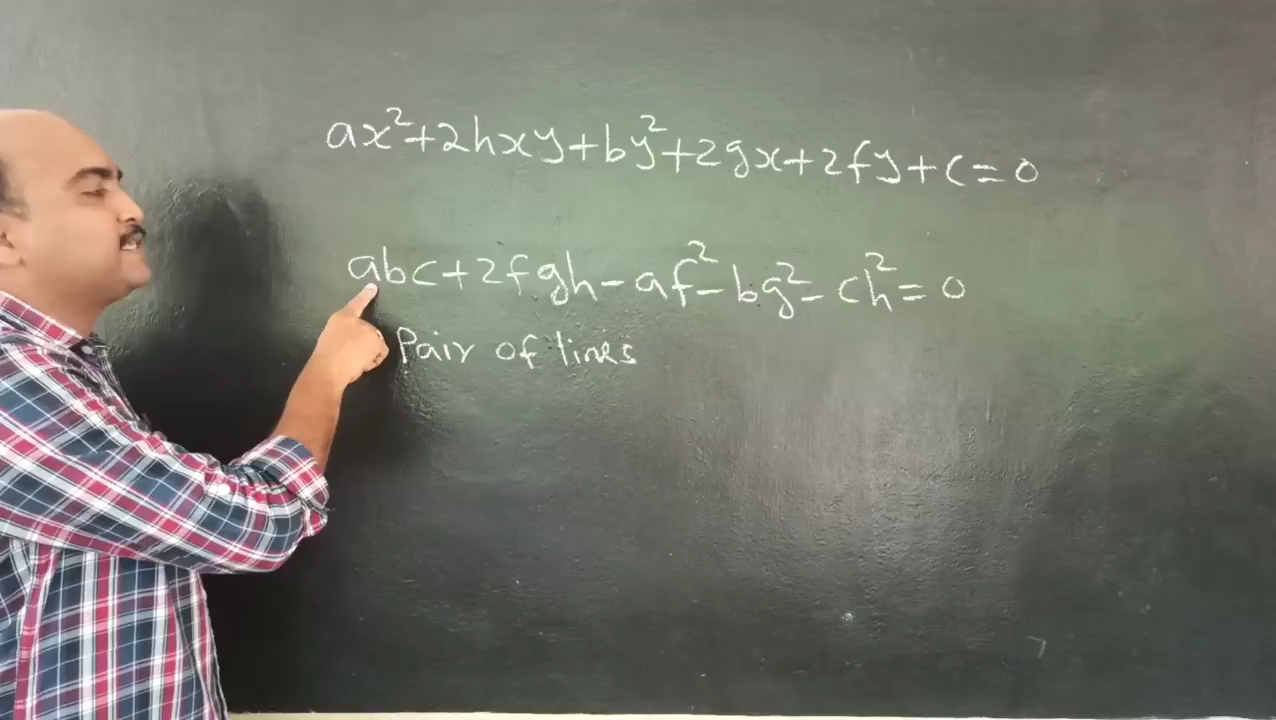 ax²+2hxy+by²+2gx+2fy+c=0
abc+2fgh-af²-bg²-ch²=0
Pair of lines